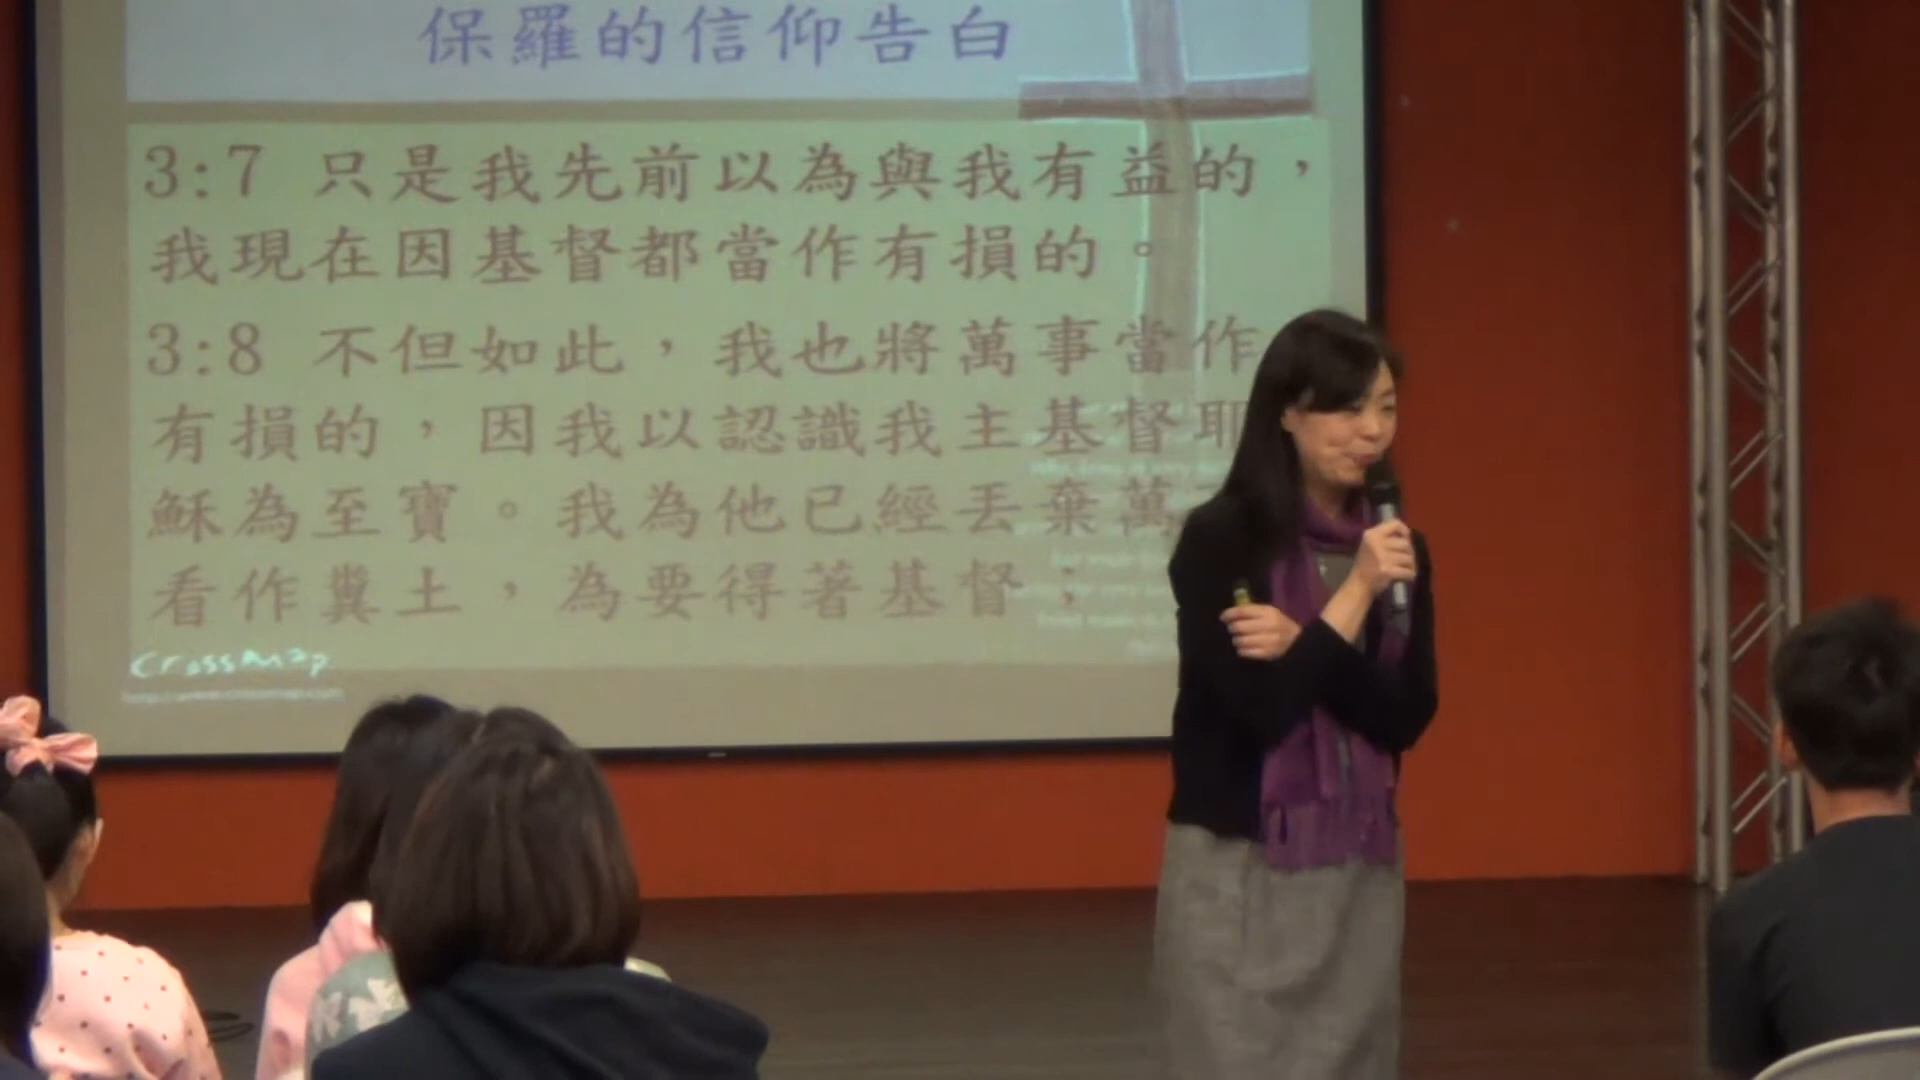 保羅的信仰告白
3:7 只是我先前以為與我有益的，
我現在因基督都當作有損的。
3:8 不但如此，我也將萬事當作
有損的，因我以認識我主基督耶
穌為至寶。我為他已經丟棄萬
看作糞土，為要得著基督；
CrossMap